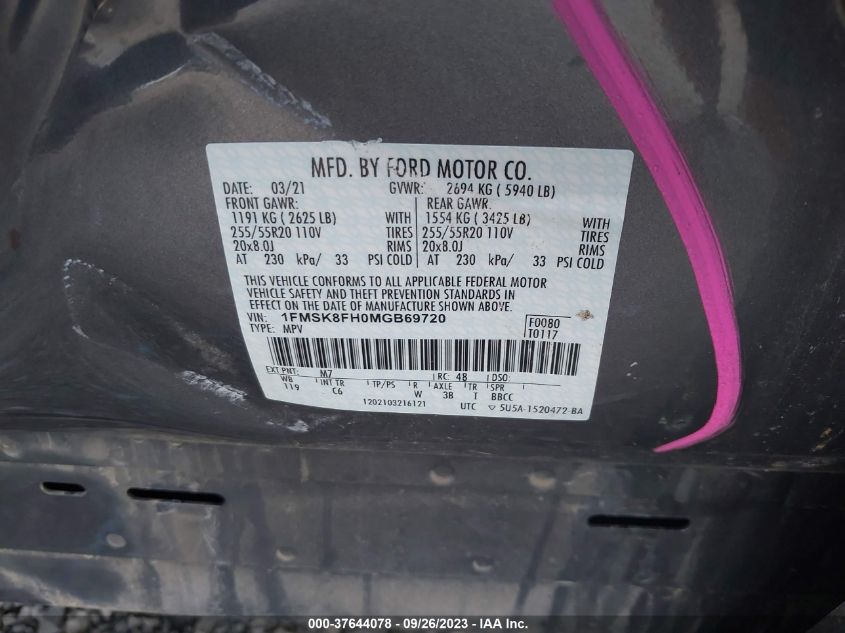 MFD. BY FORD MOTOR CO.
DATE: 03/21 GVWR: 2694 KG ( 5940 LB)
FRONT GAWR: REAR GAWR:
1191 KG ( 2625 LB) WITH 1554 KG ( 3425 LB) WITH
255/55R20 110V TIRES 255/55R20 110V TIRES
20x8.0J RIMS 20x8.0J RIMS
AT 230 kPa/ 33 PSI COLD AT 230 kPa/ 33 PSI COLD
THIS VEHICLE CONFORMS TO ALL APPLICABLE FEDERAL MOTOR
VEHICLE SAFETY AND THEFT PREVENTION STANDARDS IN
EFFECT ON THE DATE OF MANUFACTURE SHOWN ABOVE.
VIN: 1FMSK8FH0MGB69720 F0080
TYPE: MPV T0117
EXT PNT: M7 RC: 48 DSO:
WB INT TR TP/PS R AXLE TR SPR
119 C6 W 3B T BBCC
1202103216121 UTC 5U5A-1520472-BA
000-37644078 - 09/26/2023 - IAA Inc.